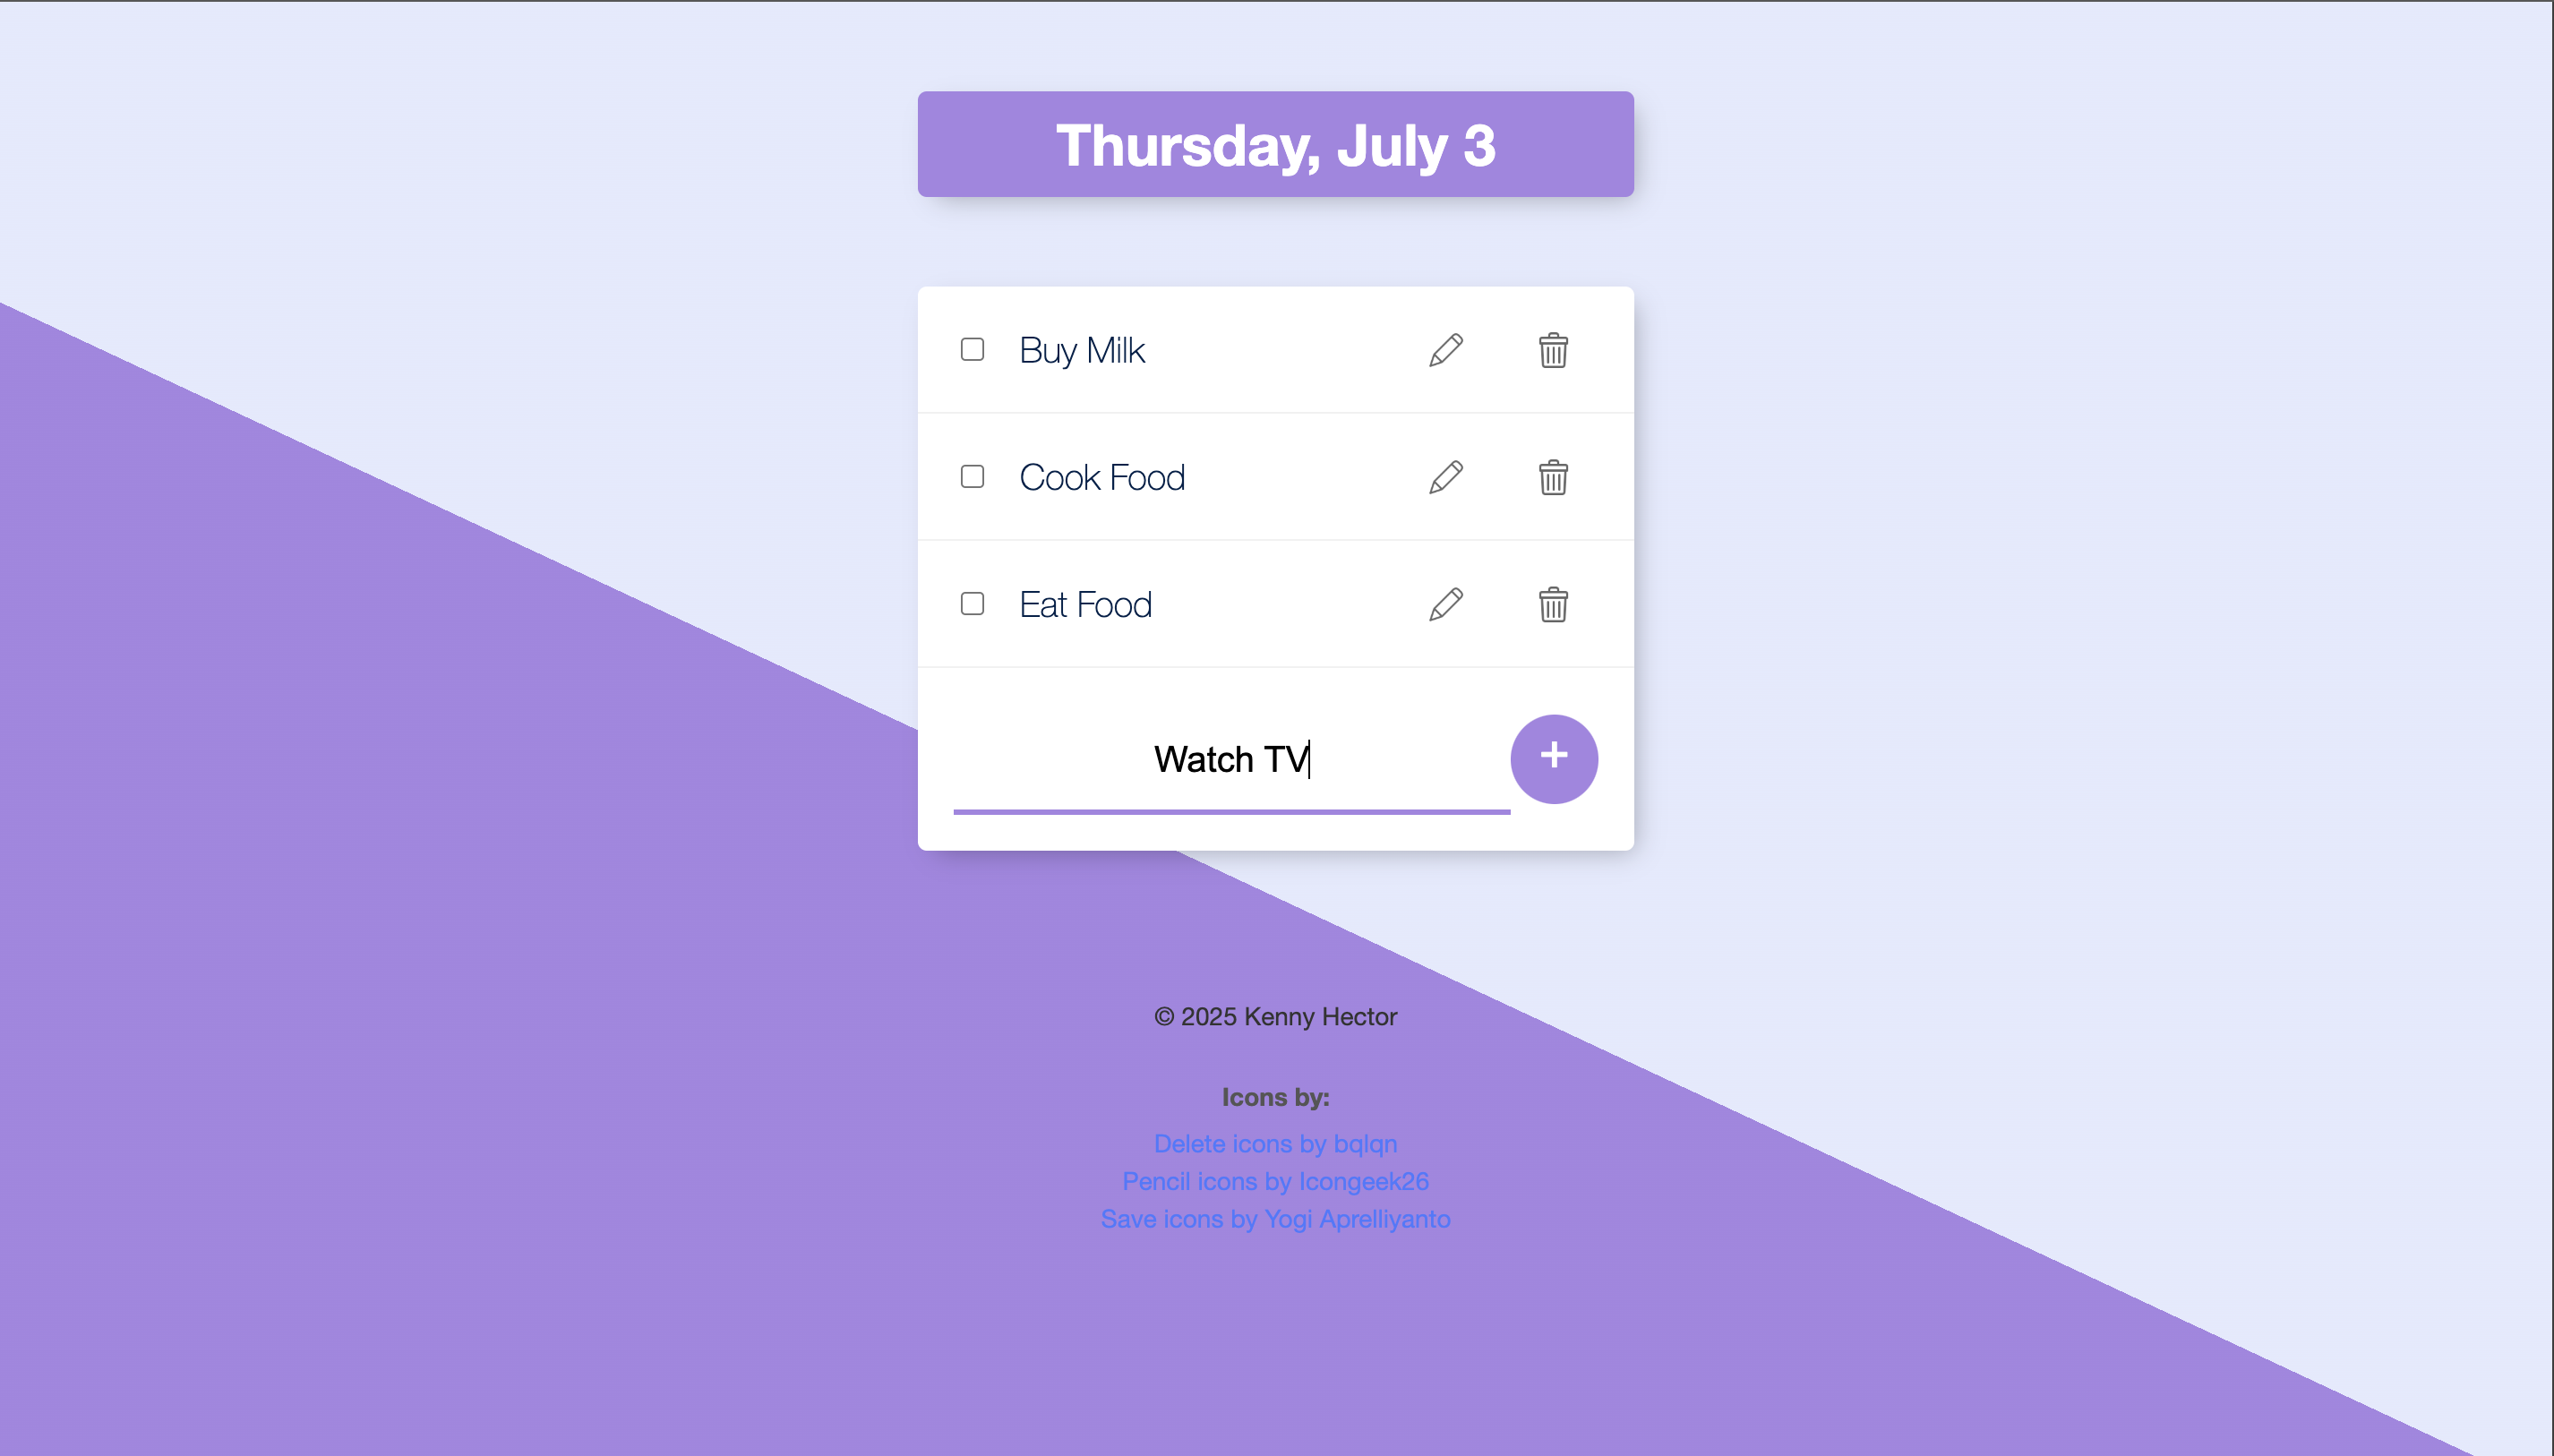 Thursday, July 3
Buy Milk
Cook Food
Eat Food
Watch TV
+
© 2025 Kenny Hector
Icons by:
Delete icons by bqlqn
Pencil icons by Icongeek26
Save icons by Yogi Aprelliyanto